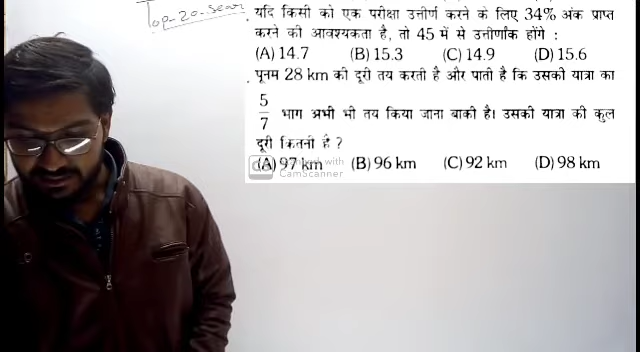 Top-20-
यदि किसी को एक परीक्षा उत्तीर्ण करने के लिए 34% अंक प्राप्त
करने की आवश्यकता है, तो 45 में से उत्तीर्णांक होंगे :
(A) 14.7 (B) 15.3 (C) 14.9 (D) 15.6
पूनम 28 km की दूरी तय करती है और पाती है कि उसकी यात्रा का
5/7 भाग अभी भी तय किया जाना बाकी है। उसकी यात्रा की कुल
दूरी कितनी है ?
(A) 97 km (B) 96 km (C) 92 km (D) 98 km
with
CamScanner